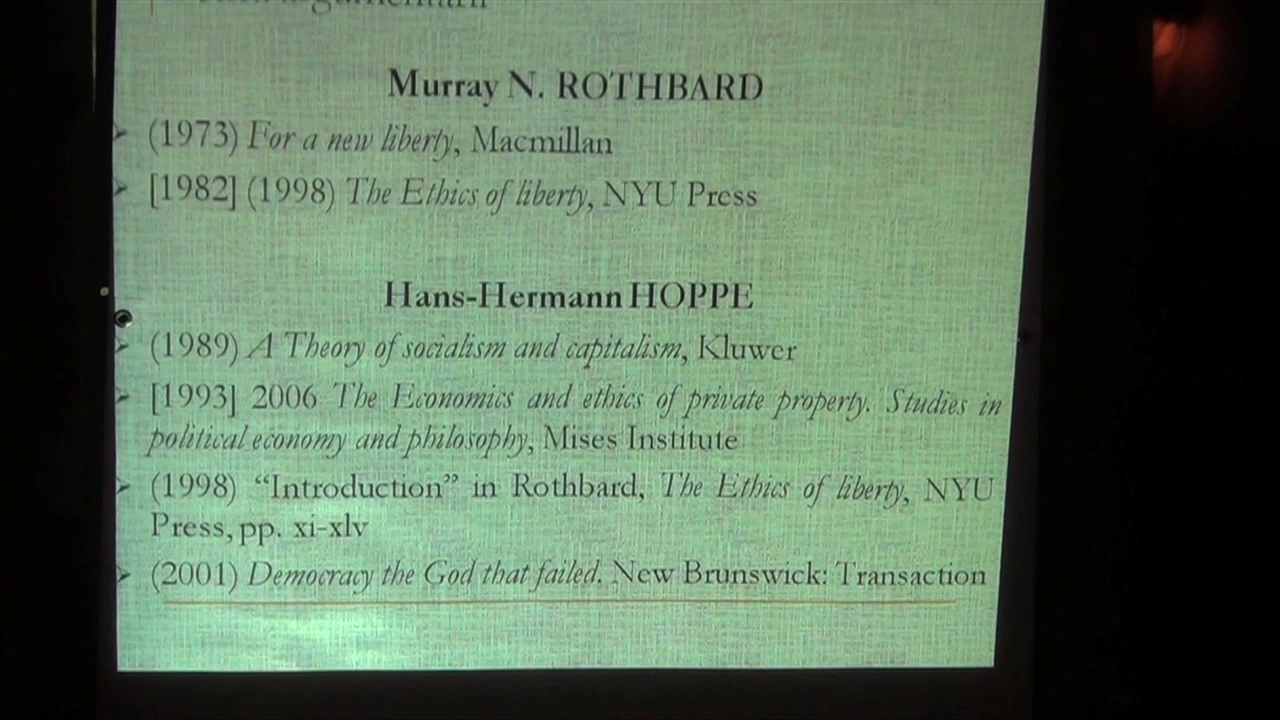 Murray N. ROTHBARD
(1973) For a new liberty, Macmillan
[1982] (1998) The Ethics of liberty, NYU Press
Hans-Hermann HOPPE
(1989) A Theory of socialism and capitalism, Kluwer
[1993] 2006 The Economics and ethics of private property. Studies in
political economy and philosophy, Mises Institute
(1998) “Introduction” in Rothbard, The Ethics of liberty, NYU
Press, pp. xi-xlv
(2001) Democracy the God that failed. New Brunswick: Transaction